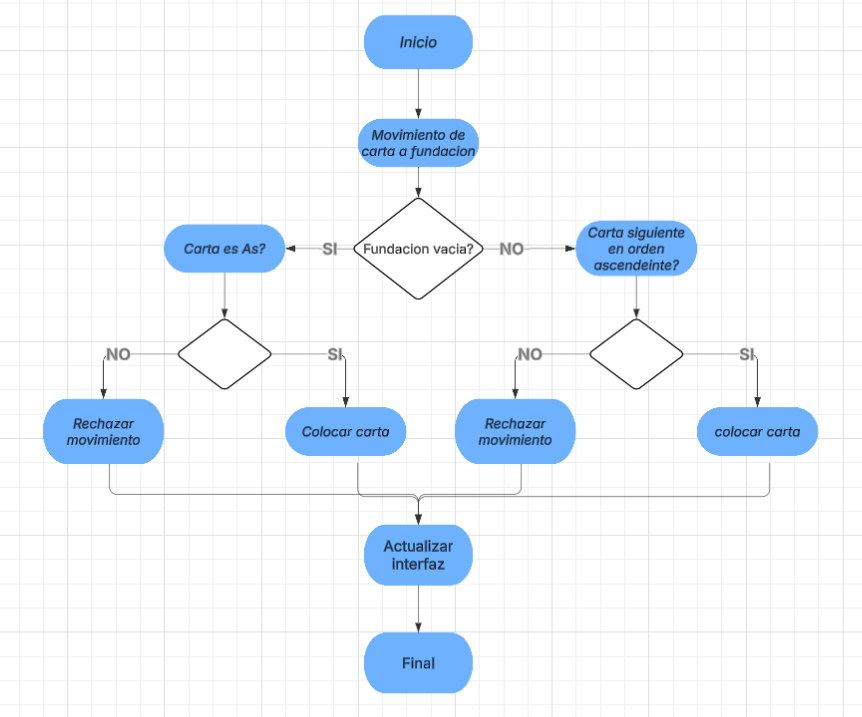 Inicio
Movimiento de
carta a fundacion
Carta es As?
SI
Fundacion vacia?
NO
Carta siguiente
en orden
ascendeinte?
NO
SI
NO
SI
Rechazar
movimiento
Colocar carta
Rechazar
movimiento
colocar carta
Actualizar
interfaz
Final